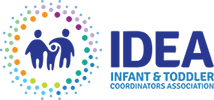 IDEA
INFANT & TODDLER
COORDINATORS ASSOCIATION